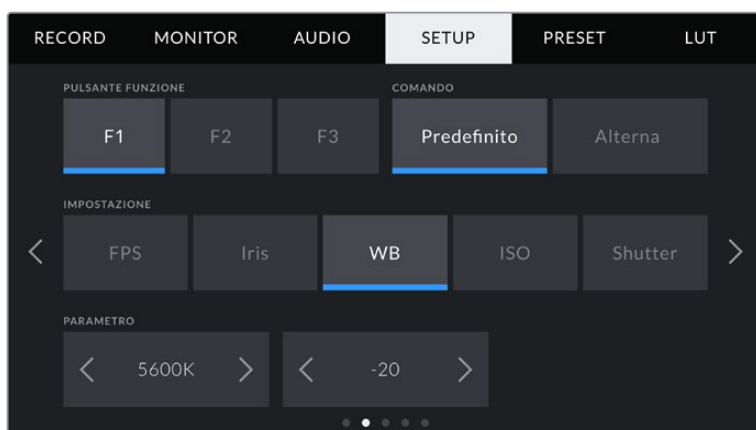 RECORD MONITOR AUDIO SETUP PRESET LUT
PULSANTE FUNZIONE COMANDO
F1 F2 F3 Predefinito Alterna
IMPOSTAZIONE
FPS Iris WB ISO Shutter
PARAMETRO
5600K -20